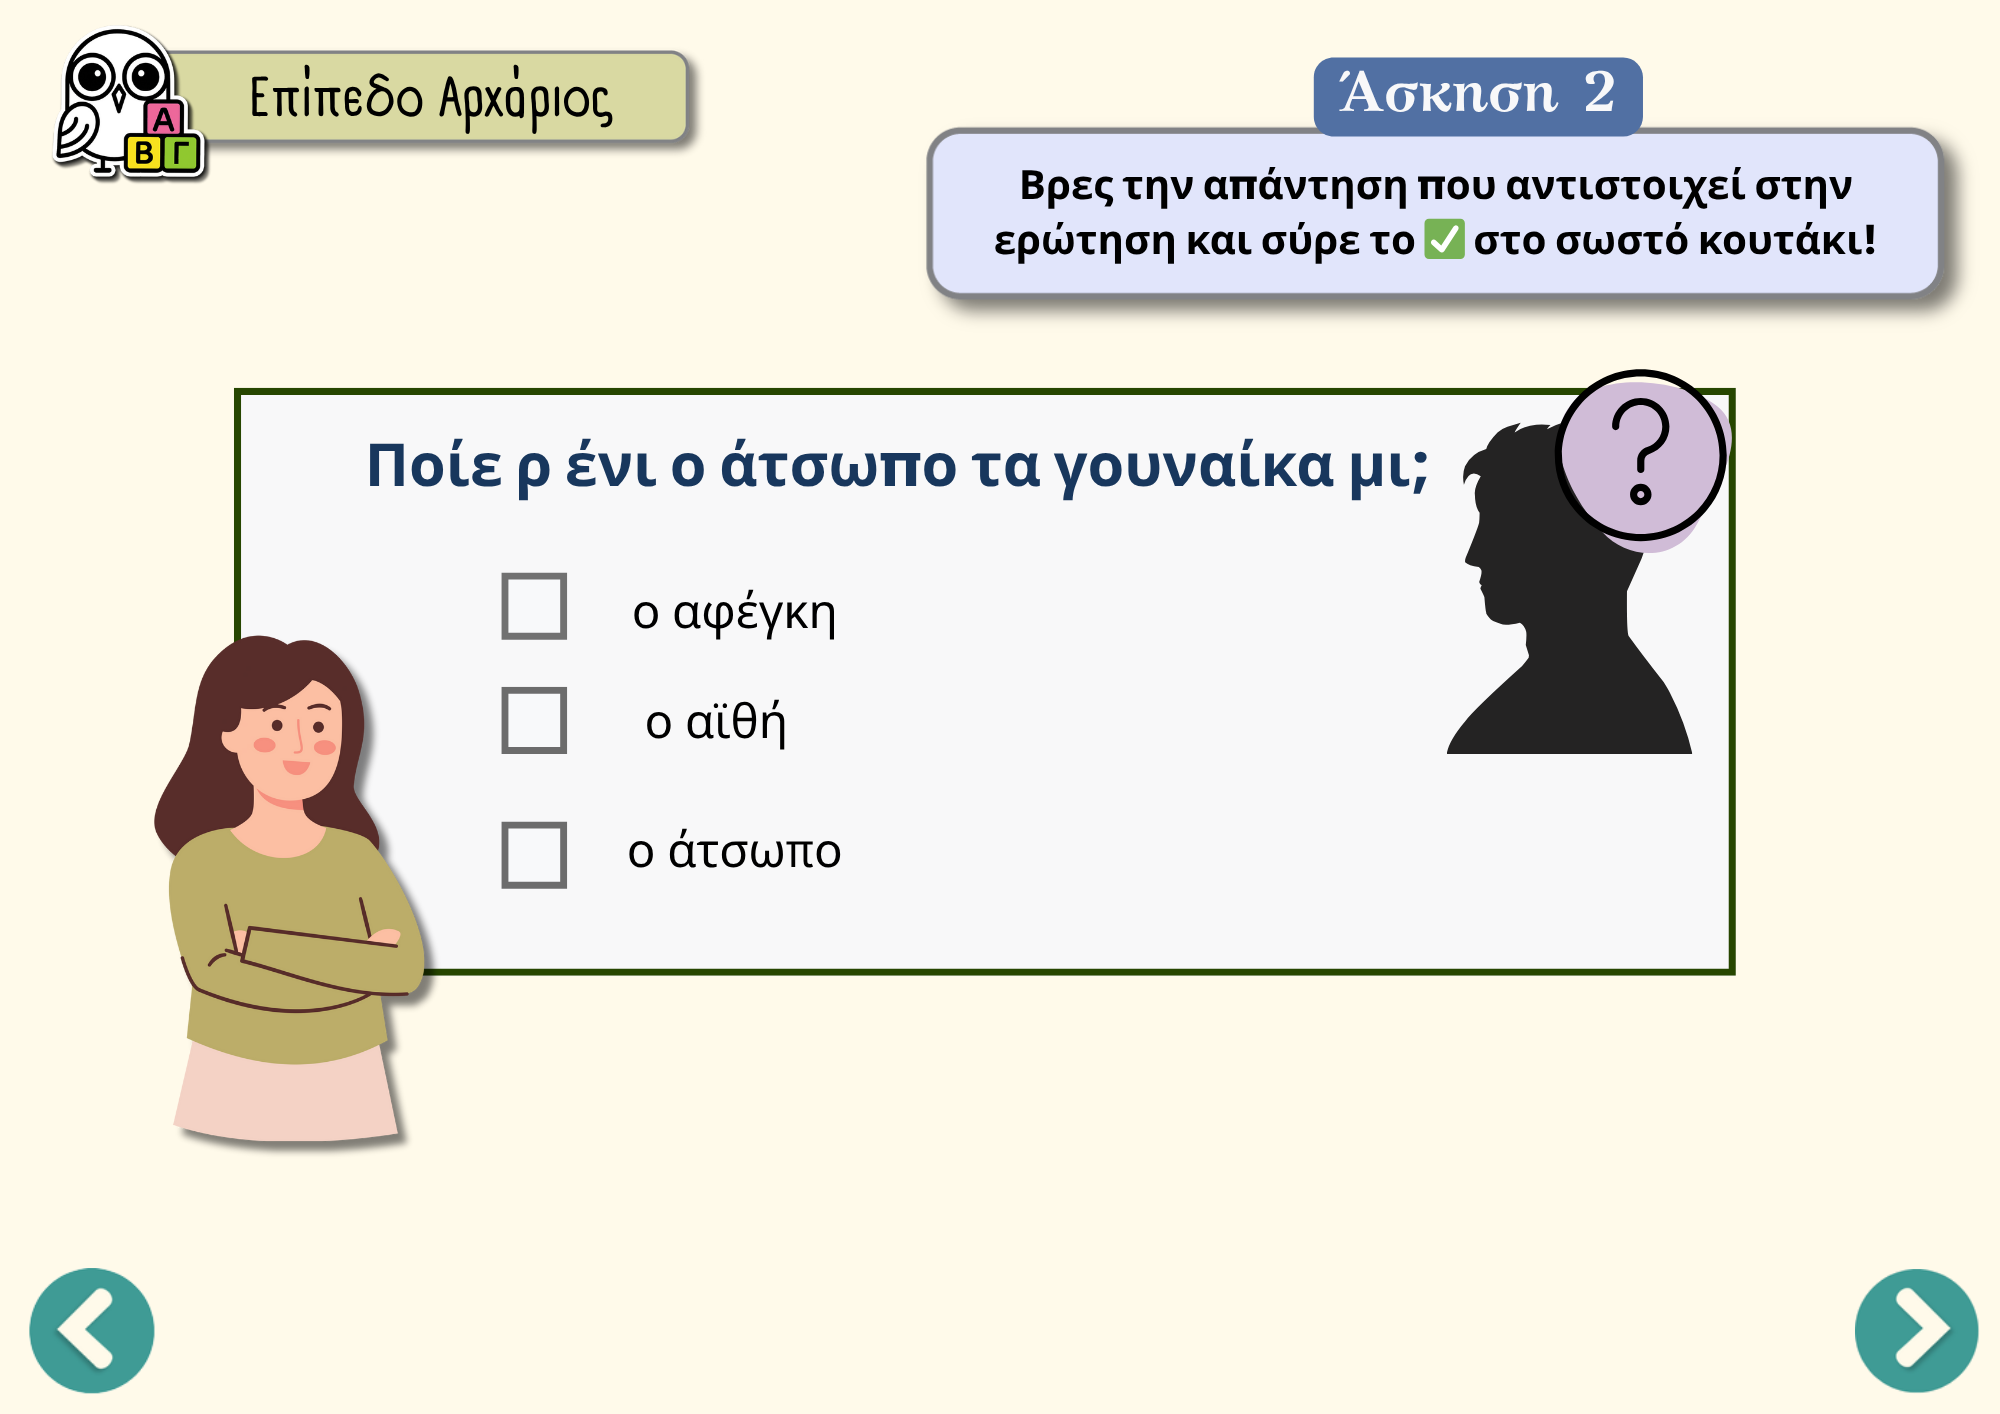 Επίπεδο Αρχάριος
Α
Β Γ
Άσκηση 2
Βρες την απάντηση που αντιστοιχεί στην
ερώτηση και σύρε το ✅ στο σωστό κουτάκι!
?
Ποίε ρ ένι ο άτσωπο τα γουναίκα μι;
ο αφέγκη
ο αϊθή
ο άτσωπο